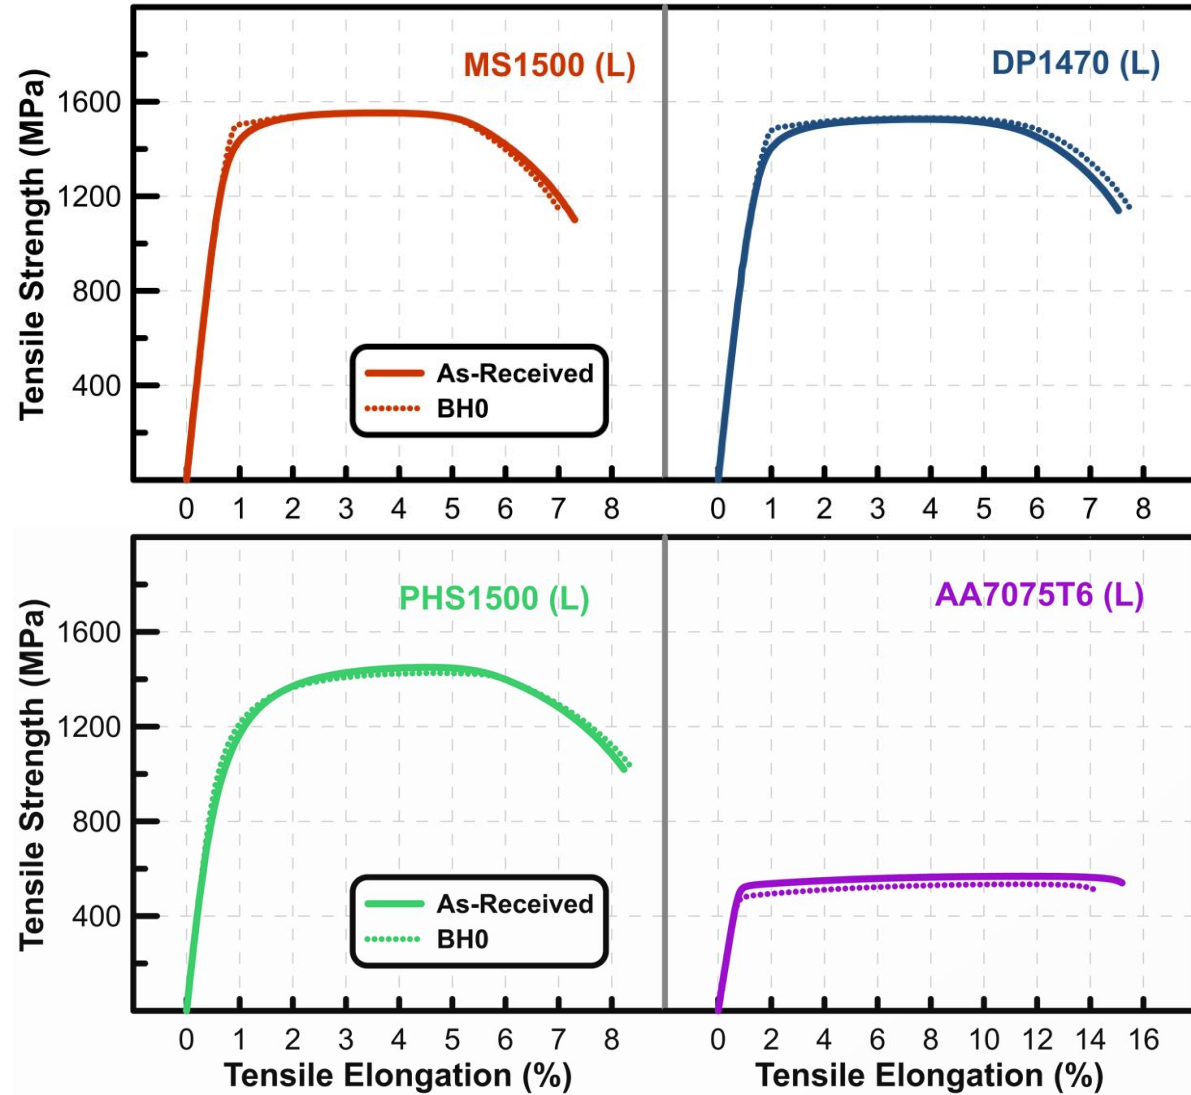 MS1500 (L)
DP1470 (L)
Tensile Strength (MPa)
1600
1200
800
400
As-Received
BH0
0 1 2 3 4 5 6 7 8
0 1 2 4 3 4 5 6 7 8
PHS1500 (L)
AA7075T6 (L)
Tensile Strength (MPa)
1600
1200
800
400
As-Received
BH0
0 1 2 3 4 5 6 7 8
0 2 4 6 8 10 12 14 16
Tensile Elongation (%)
Tensile Elongation (%)